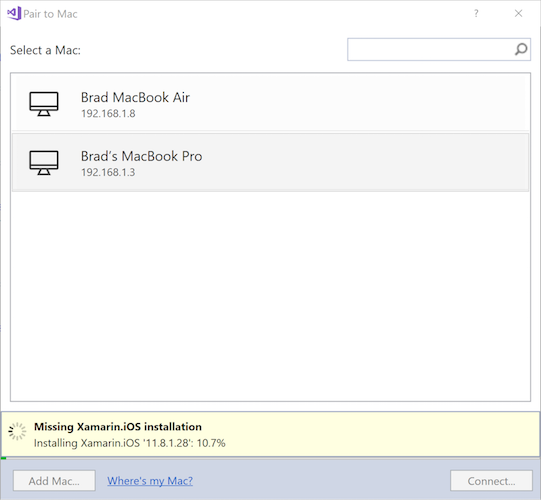 Pair to Mac
?
Select a Mac:
Brad MacBook Air
192.168.1.8
Brad's MacBook Pro
192.168.1.3
Missing Xamarin.iOS installation
Installing Xamarin.iOS '11.8.1.28': 10.7%
Add Mac...
Where's my Mac?
Connect...